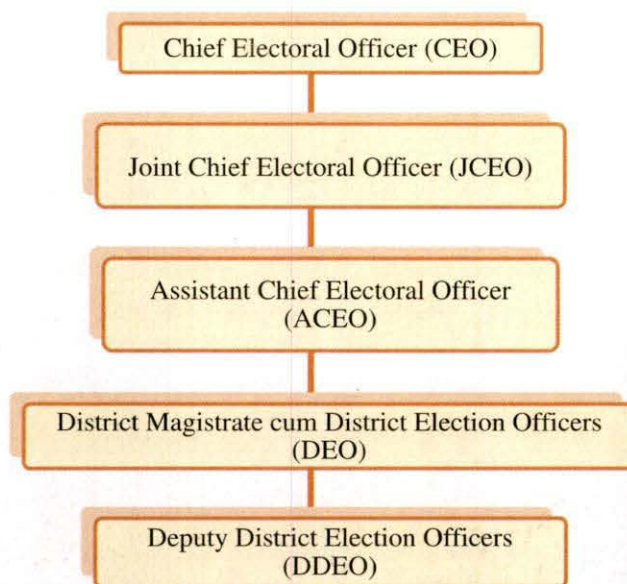 Chief Electoral Officer (CEO)
Joint Chief Electoral Officer (JCEO)
Assistant Chief Electoral Officer
(ACEO)
District Magistrate cum District Election Officers
(DEO)
Deputy District Election Officers
(DDEO)